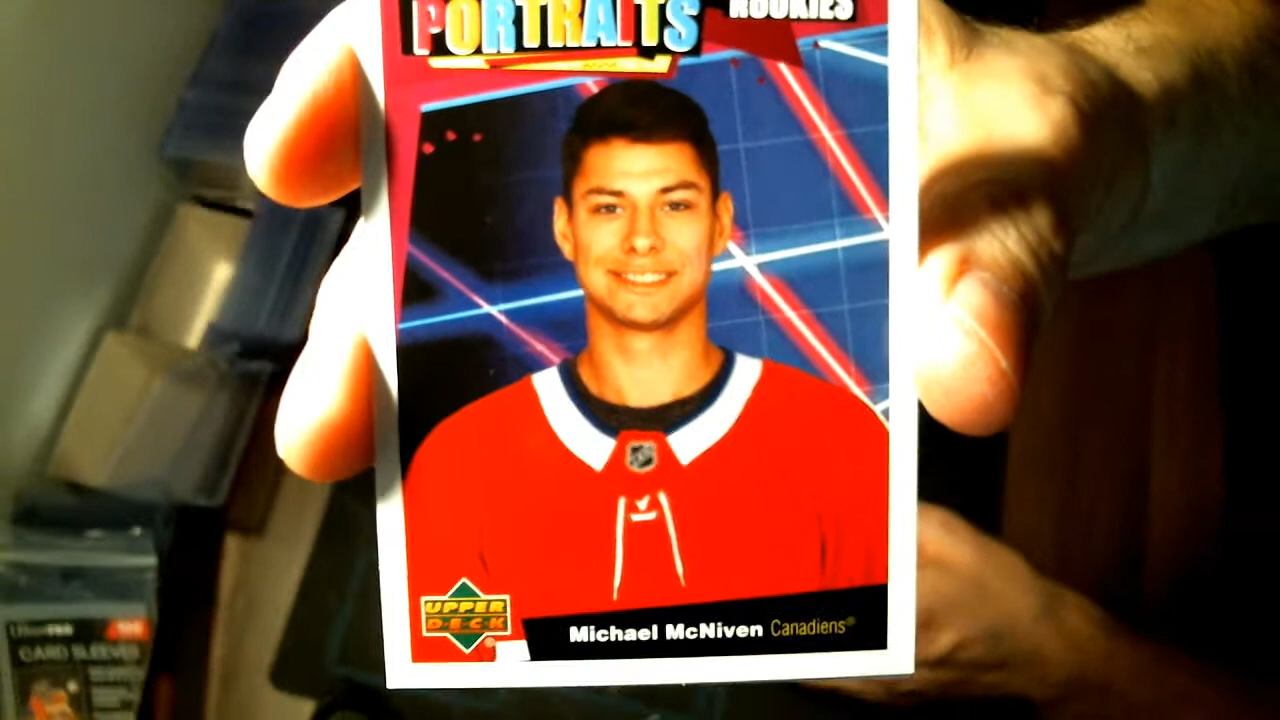 PORTRAITS
ROOKIES
UPPER
DECK
Michael McNiven Canadiens®
CARD SLEEVES